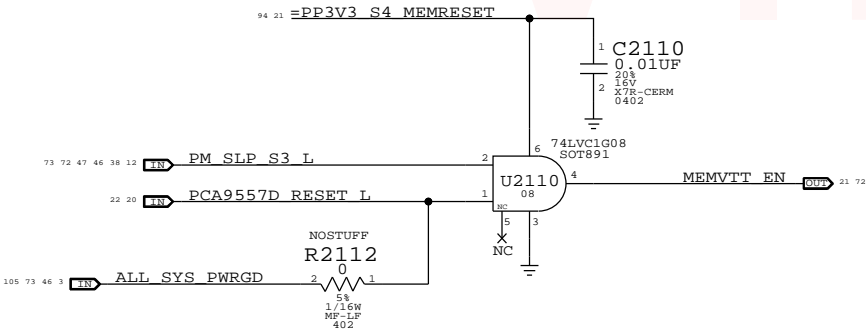 94 21 =PP3V3_S4_MEMRESET
1 C2110
0.01UF
20%
16V
2 X7R-CERM
0402
6 74LVC1G08
SOT891
73 72 47 46 38 12 IN PM_SLP_S3_L 2
U2110 4 MEMVTT_EN OUT 21 72
08
22 20 IN PCA9557D_RESET_L 1
NC
5 3
NC
NOSTUFF
R2112
105 73 46 3 IN ALL_SYS_PWRGD 2 0 1
5%
1/16W
MF-LF
402